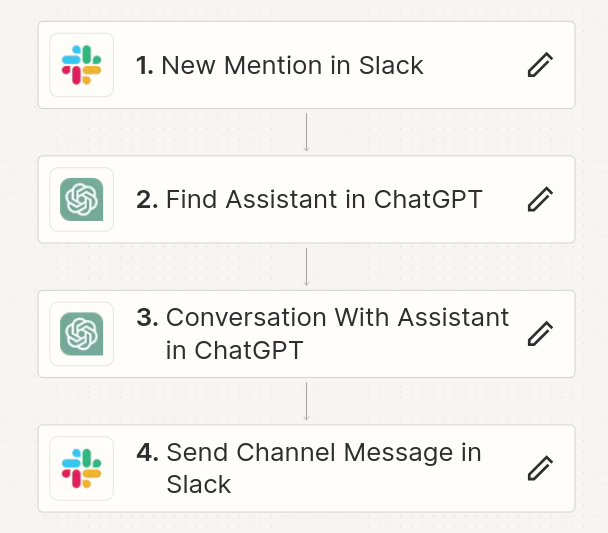 1. New Mention in Slack
2. Find Assistant in ChatGPT
3. Conversation With Assistant
in ChatGPT
4. Send Channel Message in
Slack